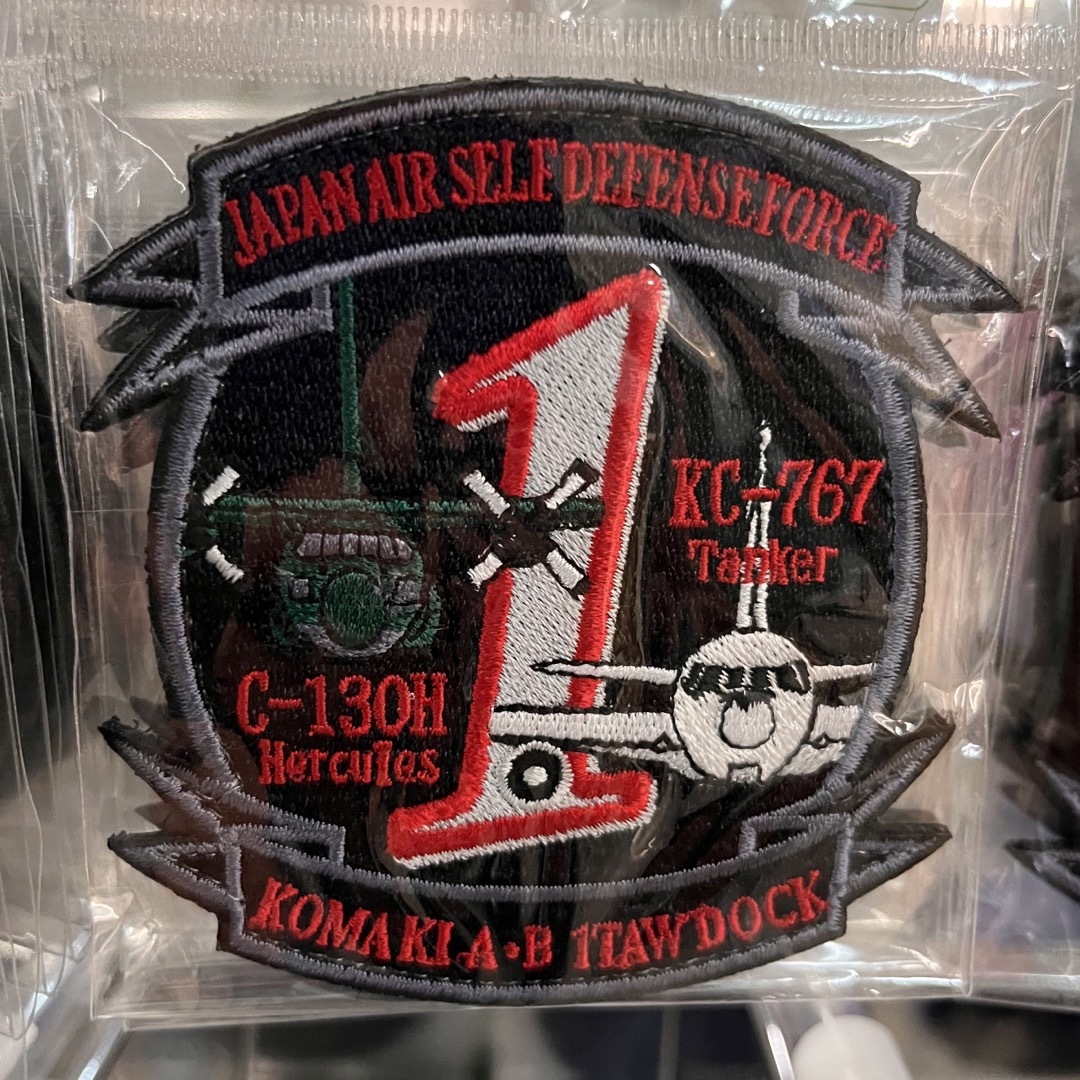 JAPAN AIR SELF DEFENSE FORCE
1
KC-767
Tanker
C-130H
Hercules
KOMAKI A·B 1TAW DOCK